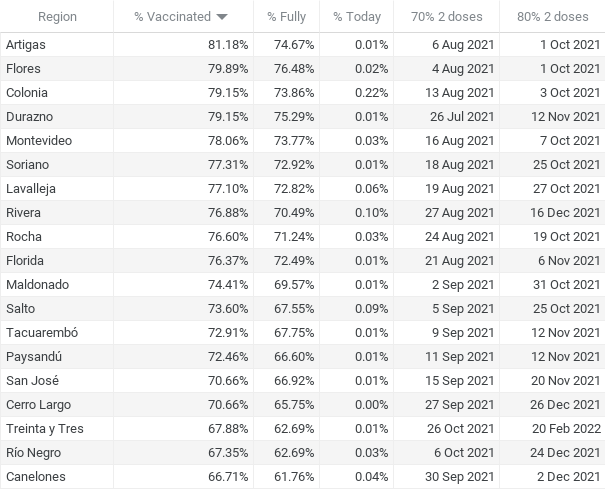 Region % Vaccinated % Fully % Today 70% 2 doses 80% 2 doses
Artigas 81.18% 74.67% 0.01% 6 Aug 2021 1 Oct 2021
Flores 79.89% 76.48% 0.02% 4 Aug 2021 1 Oct 2021
Colonia 79.15% 73.86% 0.22% 13 Aug 2021 3 Oct 2021
Durazno 79.15% 75.29% 0.01% 26 Jul 2021 12 Nov 2021
Montevideo 78.06% 73.77% 0.03% 16 Aug 2021 7 Oct 2021
Soriano 77.31% 72.92% 0.01% 18 Aug 2021 25 Oct 2021
Lavalleja 77.10% 72.82% 0.06% 19 Aug 2021 27 Oct 2021
Rivera 76.88% 70.49% 0.10% 27 Aug 2021 16 Dec 2021
Rocha 76.60% 71.24% 0.03% 24 Aug 2021 19 Oct 2021
Florida 76.37% 72.49% 0.01% 21 Aug 2021 6 Nov 2021
Maldonado 74.41% 69.57% 0.01% 2 Sep 2021 31 Oct 2021
Salto 73.60% 67.55% 0.09% 5 Sep 2021 25 Oct 2021
Tacuarembó 72.91% 67.75% 0.01% 9 Sep 2021 12 Nov 2021
Paysandú 72.46% 66.60% 0.01% 11 Sep 2021 12 Nov 2021
San José 70.66% 66.92% 0.01% 15 Sep 2021 20 Nov 2021
Cerro Largo 70.66% 65.75% 0.00% 27 Sep 2021 26 Dec 2021
Treinta y Tres 67.88% 62.69% 0.01% 26 Oct 2021 20 Feb 2022
Río Negro 67.35% 62.69% 0.03% 6 Oct 2021 24 Dec 2021
Canelones 66.71% 61.76% 0.04% 30 Sep 2021 2 Dec 2021